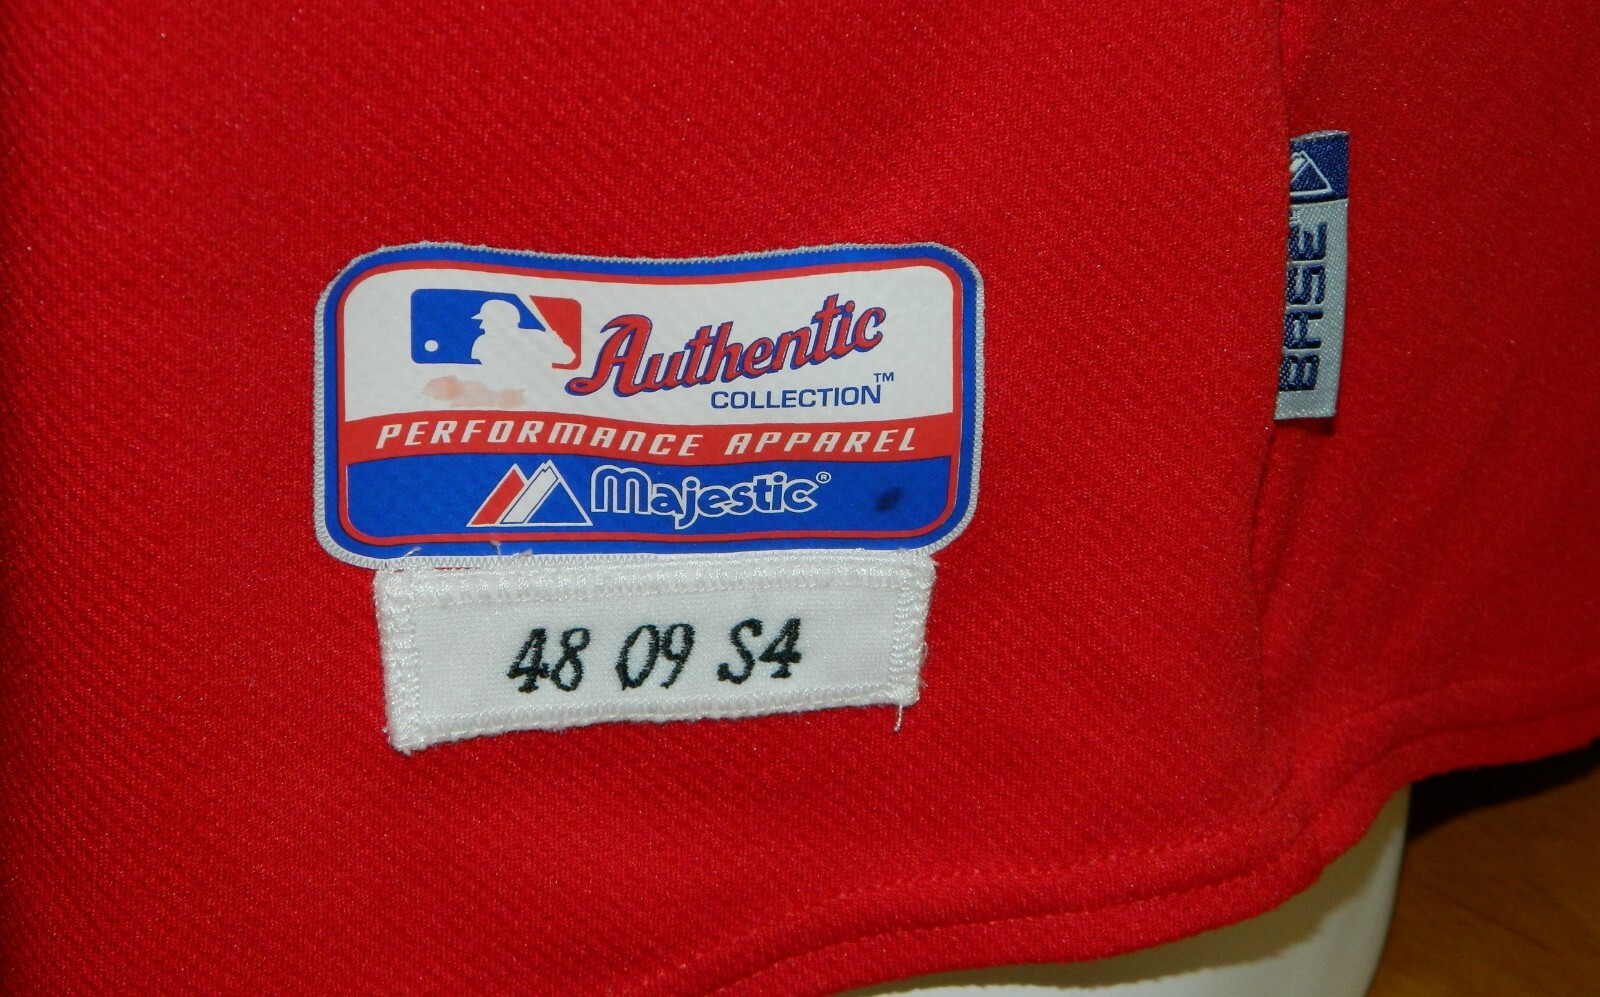 Authentic
COLLECTION™
PERFORMANCE APPAREL
Majestic®
48 09 S4
BASE